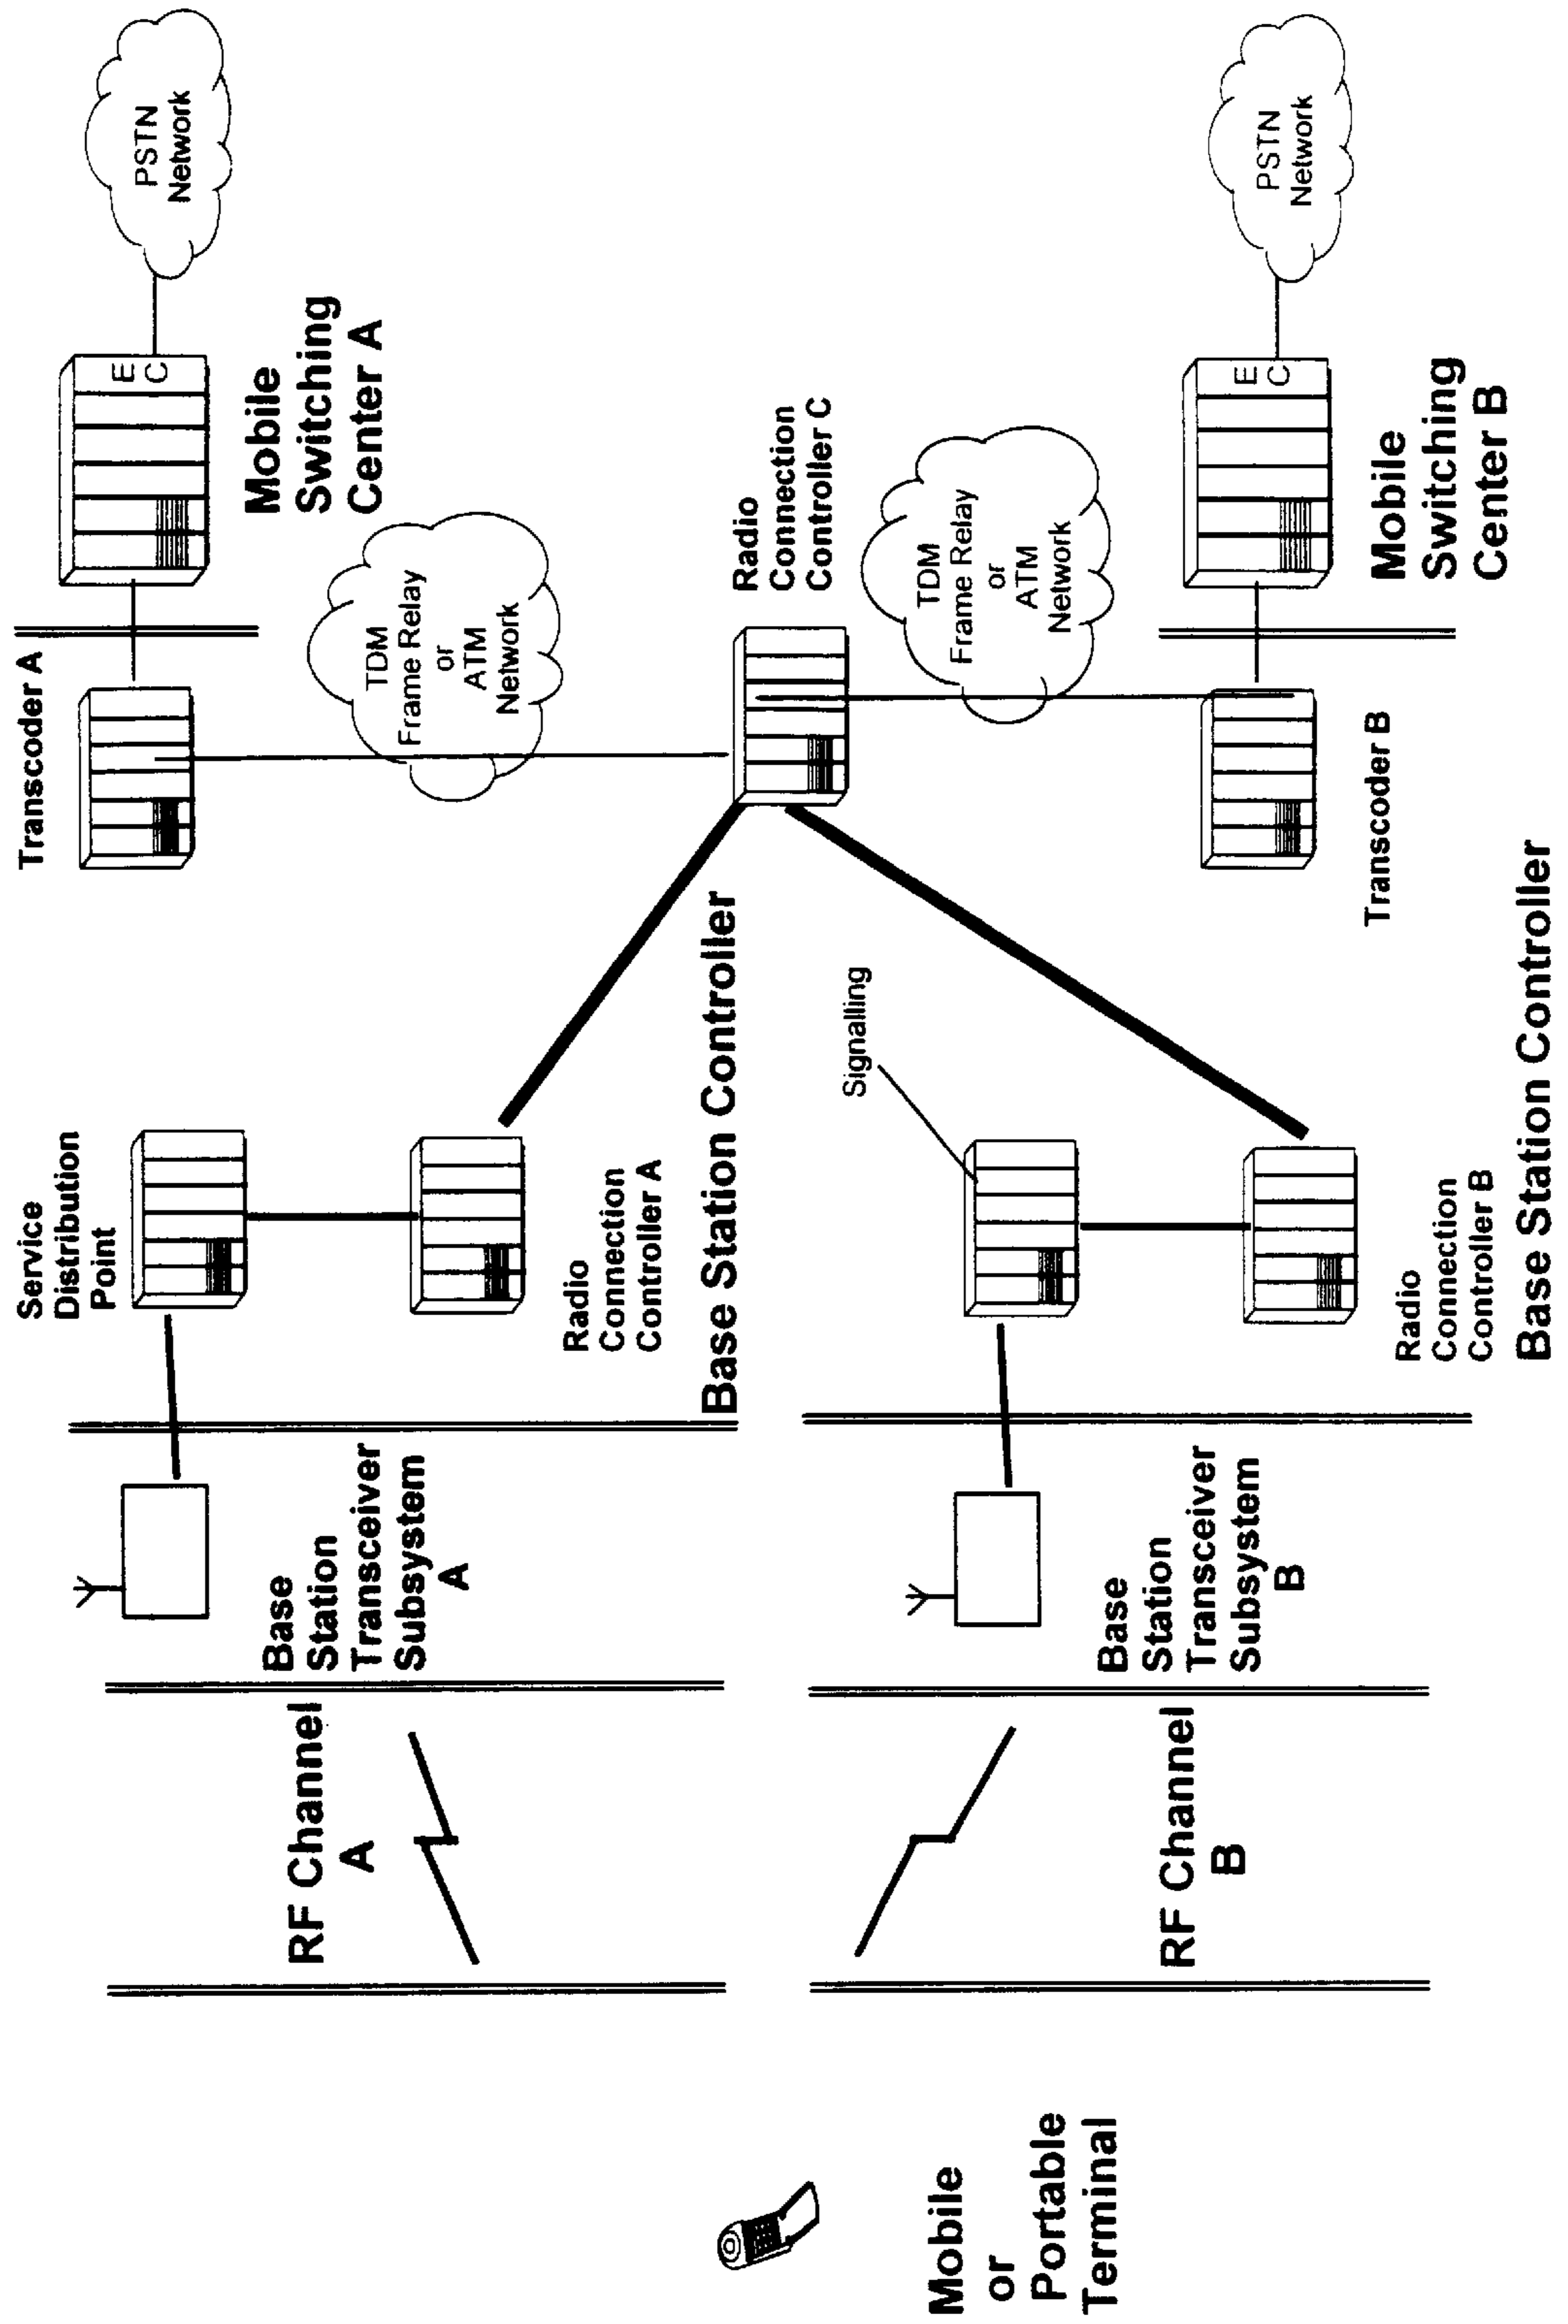 Mobile
or
Portable
Terminal
RF Channel
A
Base
Station
Transceiver
Subsystem
A
Service
Distribution
Point
Radio
Connection
Controller A
Base Station Controller
Transcoder A
TDM
Frame Relay
or
ATM
Network
E
C
Mobile
Switching
Center A
PSTN
Network
Radio
Connection
Controller C
RF Channel
B
Base
Station
Transceiver
Subsystem
B
Signalling
Radio
Connection
Controller B
Base Station Controller
Transcoder B
TDM
Frame Relay
or
ATM
Network
E
C
Mobile
Switching
Center B
PSTN
Network